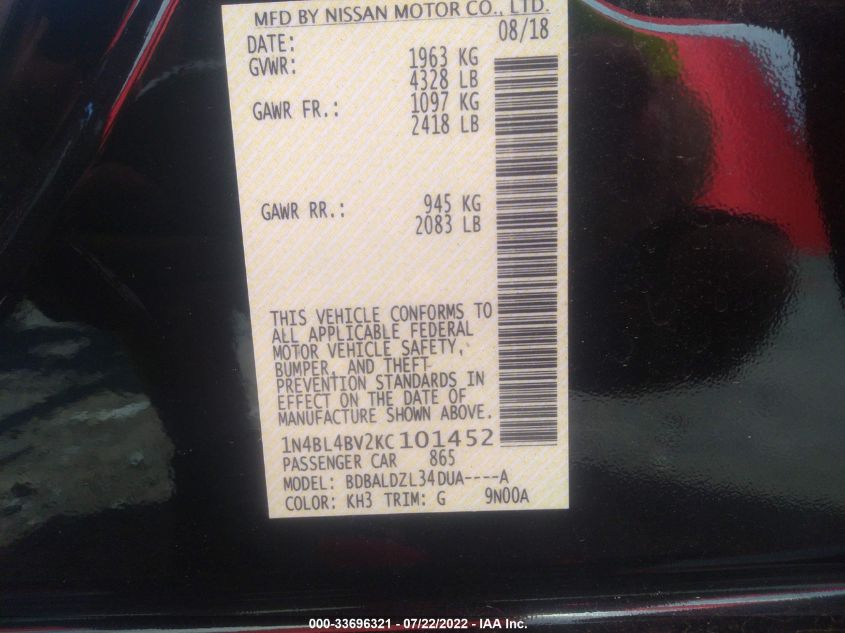 MFD BY NISSAN MOTOR CO., LTD.
DATE: 08/18
GVWR: 1963 KG
4328 LB
GAWR FR.: 1097 KG
2418 LB
GAWR RR.: 945 KG
2083 LB
THIS VEHICLE CONFORMS TO
ALL APPLICABLE FEDERAL
MOTOR VEHICLE SAFETY,
BUMPER, AND THEFT
PREVENTION STANDARDS IN
EFFECT ON THE DATE OF
MANUFACTURE SHOWN ABOVE.
1N4BL4BV2KC101452
PASSENGER CAR 865
MODEL: BDBALDZL34DUA----A
COLOR: KH3 TRIM: G 9N00A
000-33696321 / 07/22/2022 - IAA Inc.